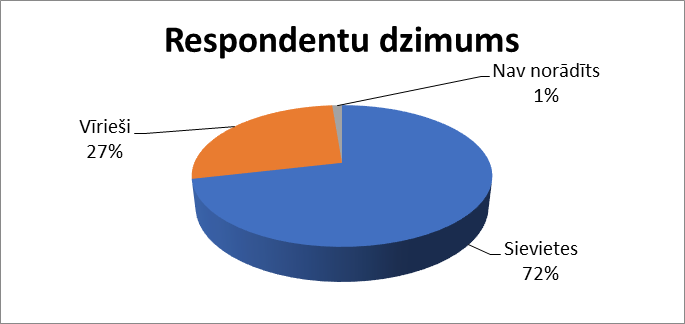 Respondentu dzimums
Nav norādīts
1%
Vīrieši
27%
Sievietes
72%